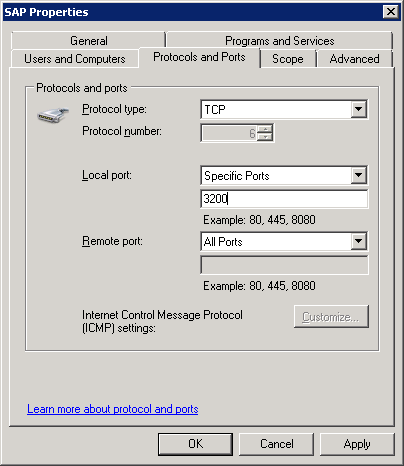 SAP Properties
General
Programs and Services
Users and Computers
Protocols and Ports
Scope
Advanced
Protocols and ports
Protocol type:
TCP
Protocol number:
6
Local port:
Specific Ports
3200
Example: 80, 445, 8080
Remote port:
All Ports
Example: 80, 445, 8080
Internet Control Message Protocol
(ICMP) settings:
Customize...
Learn more about protocol and ports
OK
Cancel
Apply